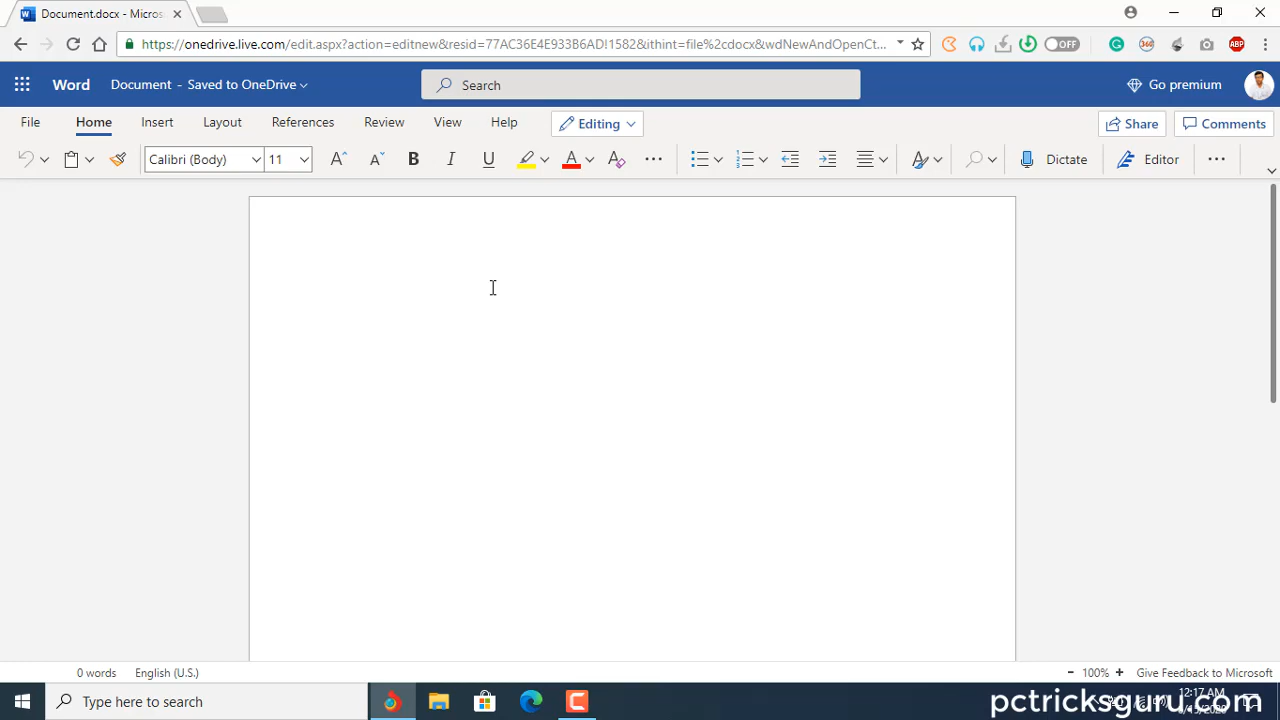 Document.docx - Micros
https://onedrive.live.com/edit.aspx?action=editnew&resid=77AC36E4E933B6AD!1582&ithint=file%2cdocx&wdNewAndOpenCt...
OFF
360
ABP
Word
Document - Saved to OneDrive
Search
Go premium
File
Home
Insert
Layout
References
Review
View
Help
Editing
Share
Comments
Calibri (Body)
11
Dictate
Editor
0 words
English (U.S.)
100%
Give Feedback to Microsoft
Type here to search
12:17 AM
pctricksguru.com